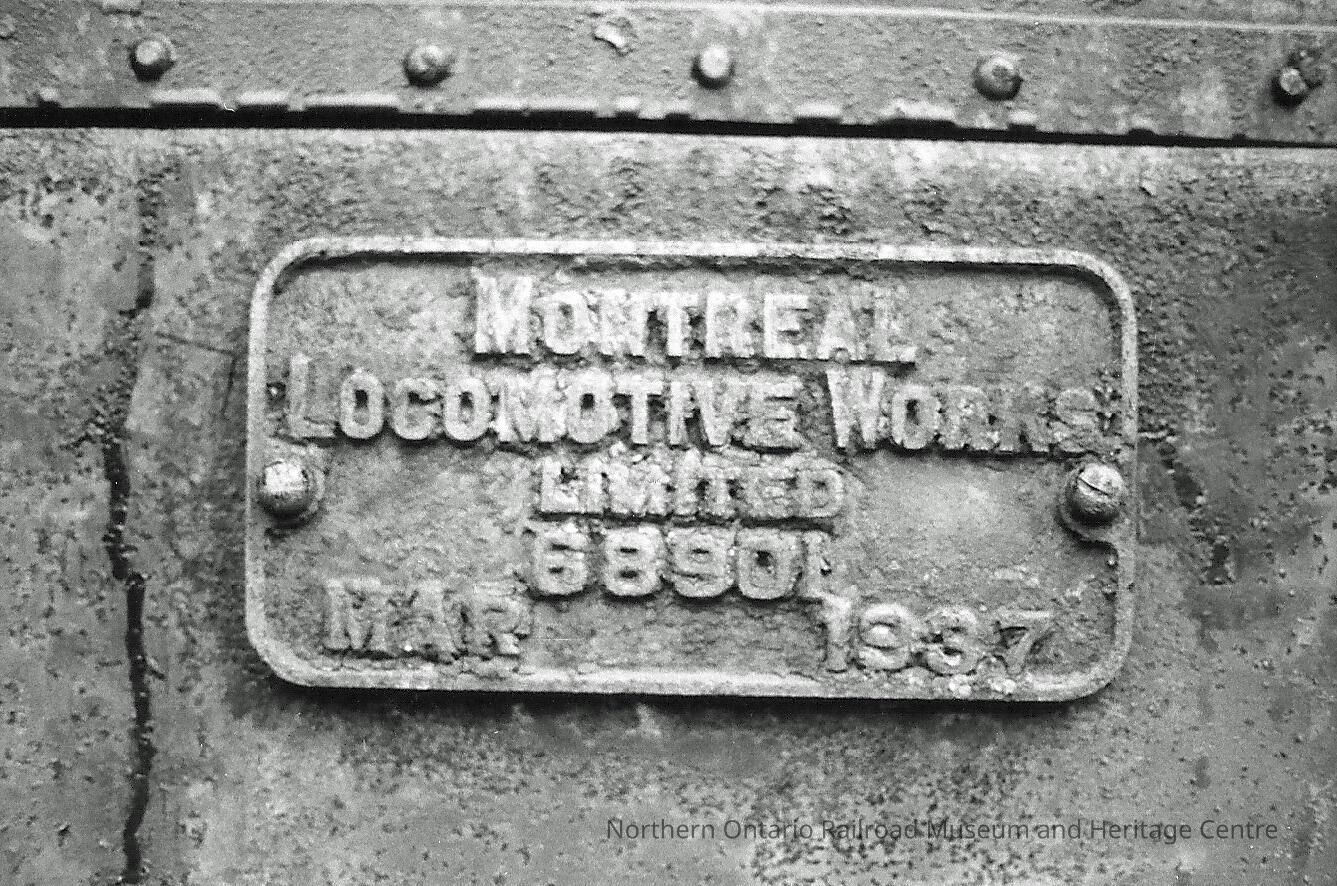 MONTREAL
LOCOMOTIVE WORKS
LIMITED
68901
MAR 1937
Northern Ontario Railroad Museum and Heritage Centre